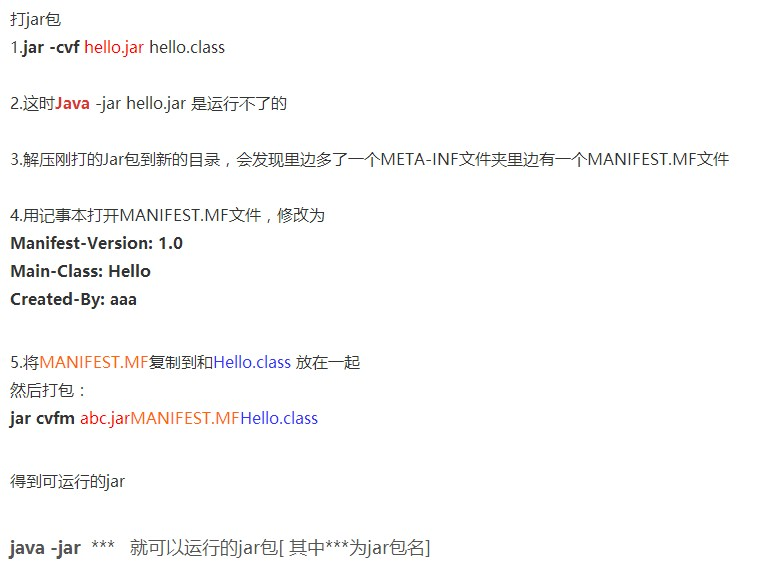 打jar包
1.jar -cvf hello.jar hello.class
2.这时Java -jar hello.jar 是运行不了的
3.解压刚打的Jar包到新的目录，会发现里边多了一个META-INF文件夹里边有一个MANIFEST.MF文件
4.用记事本打开MANIFEST.MF文件，修改为
Manifest-Version: 1.0
Main-Class: Hello
Created-By: aaa
5.将MANIFEST.MF复制到和Hello.class 放在一起
然后打包：
jar cvfm abc.jarMANIFEST.MFHello.class
得到可运行的jar
java -jar *** 就可以运行的jar包[ 其中***为jar包名]